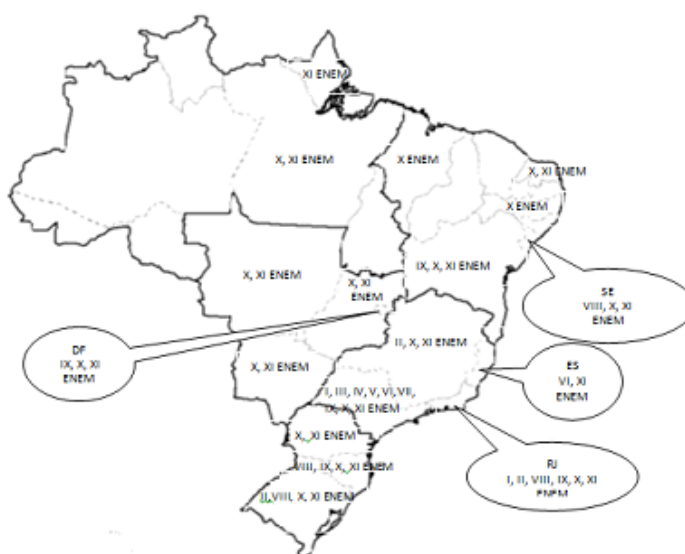 XI ENEM
X, XI ENEM
X ENEM
X, XI ENEM
X ENEM
X, XI ENEM
IX, X, XI ENEM
X, XI
ENEM
SE
VIII, X, XI
ENEM
DF
IX, X, XI
ENEM
II, X, XI ENEM
ES
VI, XI
ENEM
X, XI ENEM
I, III, IV, V, VI, VII,
IX, X, XI ENEM
X, XI ENEM
VIII, IX, X, XI ENEM
RJ
I, II, VIII, IX, X, XI
ENEM
II, VIII, X, XI ENEM